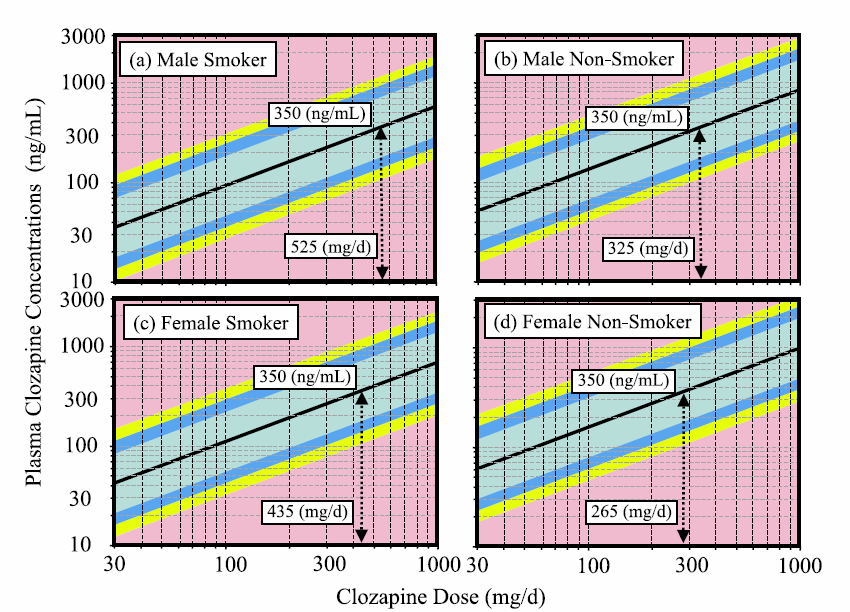 3000
(a) Male Smoker
(b) Male Non-Smoker
1000
350 (ng/mL)
350 (ng/mL)
300
100
30
525 (mg/d)
325 (mg/d)
10
Plasma Clozapine Concentrations (ng/mL)
3000
(c) Female Smoker
(d) Female Non-Smoker
1000
350 (ng/mL)
350 (ng/mL)
300
100
30
435 (mg/d)
265 (mg/d)
10
30 100 300 1000 30 100 300 1000
Clozapine Dose (mg/d)